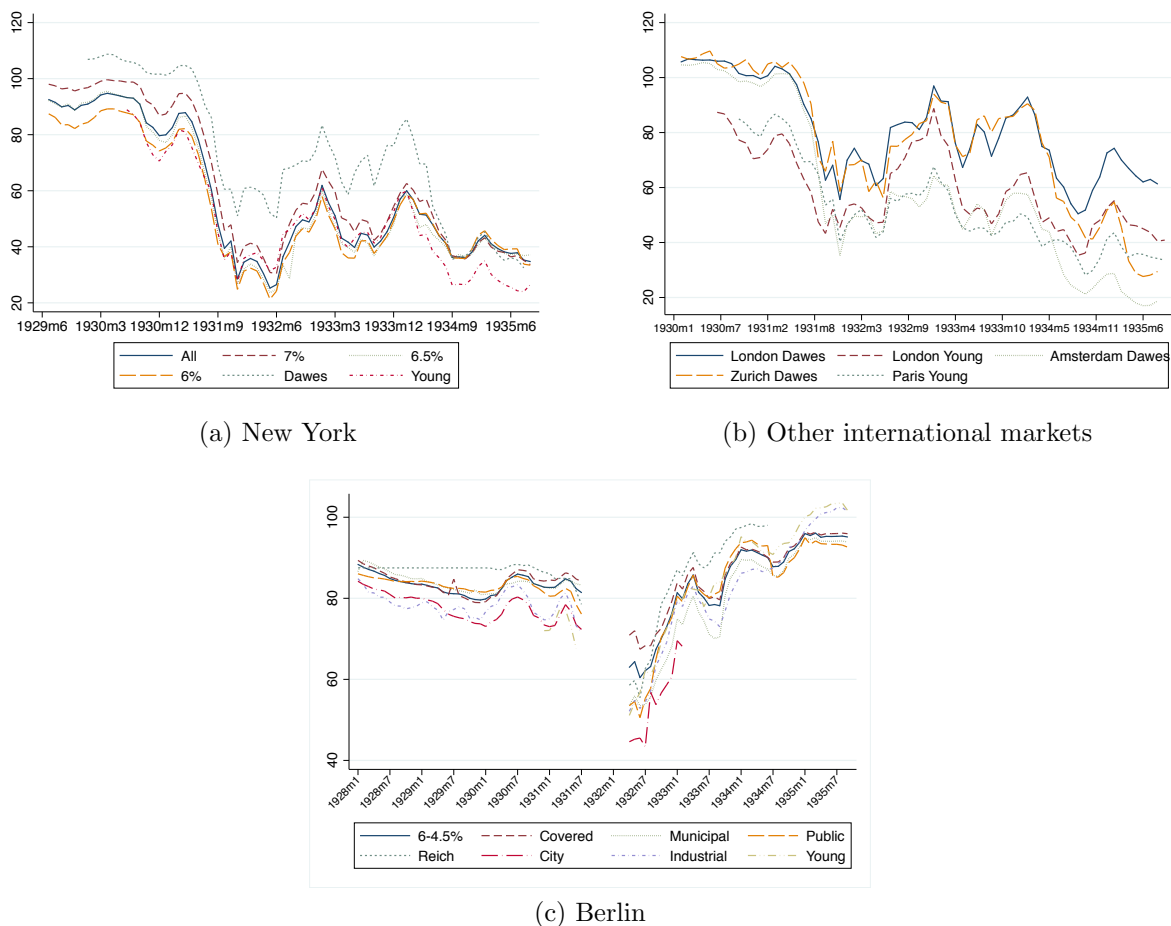 120
100
80
60
40
20
1929m6 1930m3 1930m12 1931m9 1932m6 1933m3 1933m12 1934m9 1935m6
All 7% 6.5%
6% Dawes Young
(a) New York
120
100
80
60
40
20
1930m1 1930m7 1931m2 1931m8 1932m3 1932m9 1933m4 1933m10 1934m5 1934m11 1935m6
London Dawes London Young Amsterdam Dawes
Zurich Dawes Paris Young
(b) Other international markets
100
80
60
40
1928m1 1928m7 1929m1 1929m7 1930m1 1930m7 1931m1 1931m7 1932m1 1932m7 1933m1 1933m7 1934m1 1934m7 1935m1 1935m7
6-4.5% Covered Municipal Public
Reich City Industrial Young
(c) Berlin